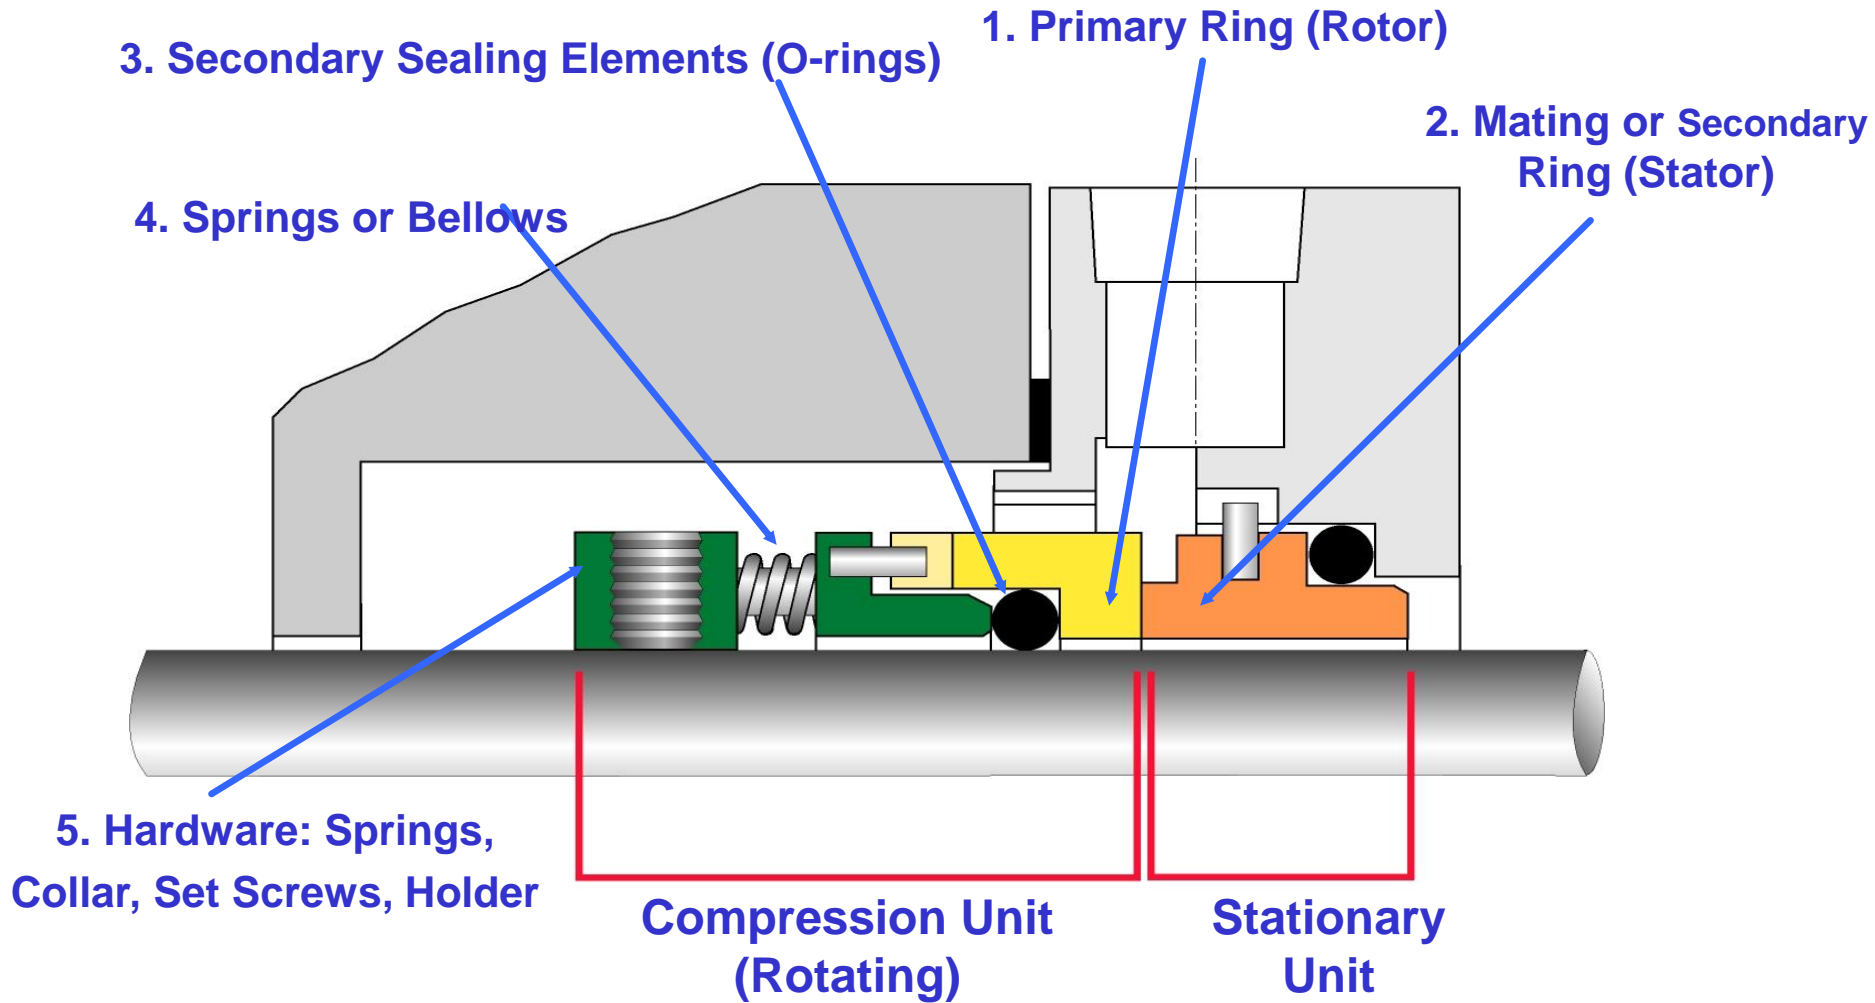 1. Primary Ring (Rotor)
3. Secondary Sealing Elements (O-rings)
2. Mating or Secondary
Ring (Stator)
4. Springs or Bellows
5. Hardware: Springs,
Collar, Set Screws, Holder
Compression Unit
(Rotating)
Stationary
Unit